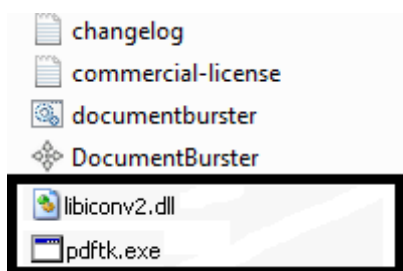 changelog
commercial-license
documentburster
DocumentBurster
libiconv2.dll
pdftk.exe